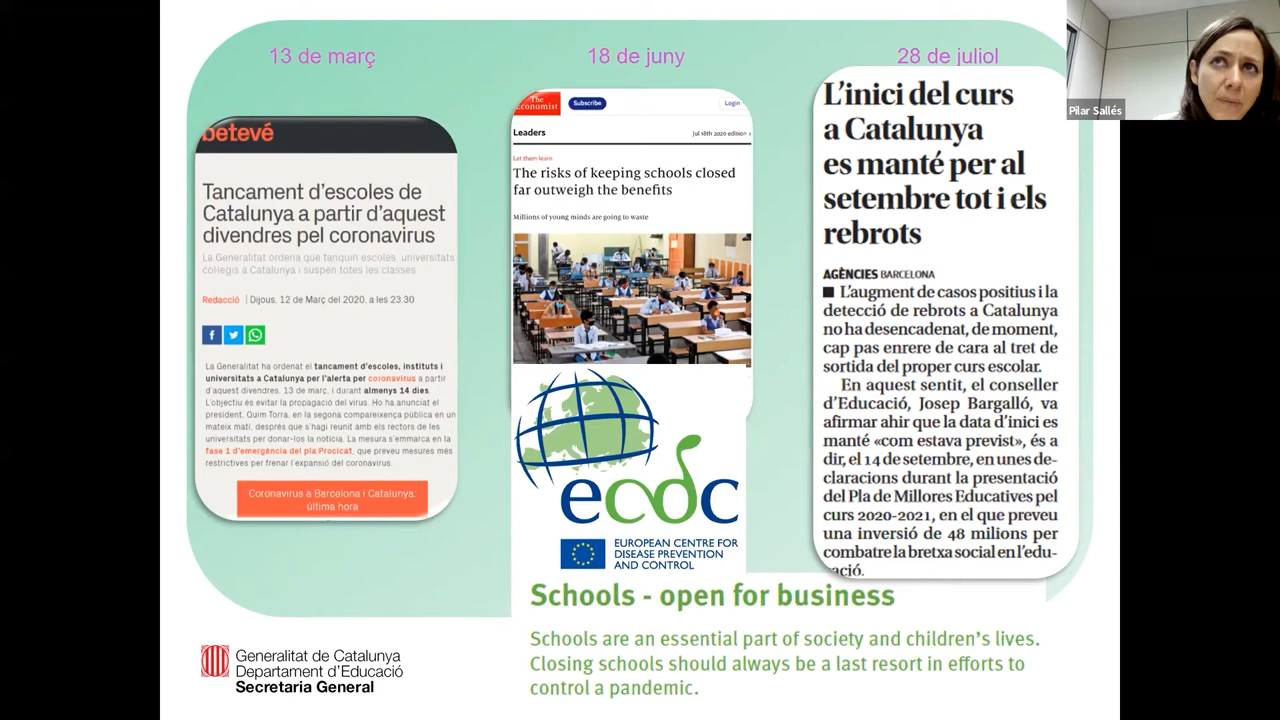 13 de març
betevé
Tancament d'escoles de
Catalunya a partir d'aquest
divendres pel coronavirus
La Generalitat ordena que tanquin escoles, universitats
col·legis a Catalunya i suspèn totes les classes
Redacció | Dijous, 12 de Març del 2020, a les 23.30
La Generalitat ha ordenat el tancament d'escoles, instituts i
universitats a Catalunya per l'alerta per coronavirus a partir
d'aquest divendres, 13 de març, i durant almenys 14 dies.
L'objectiu és evitar la propagació del virus. Ho ha anunciat el
president, Quim Torra, en la segona compareixença pública en un
mateix matí, després que s'hagi reunit amb els rectors de les
universitats per donar-los la notícia. La mesura s'emmarca en la
fase 1 d'emergència del pla Procicat, que preveu mesures més
restrictives per frenar l'expansió del coronavirus.
Coronavirus a Barcelona i Catalunya:
última hora
18 de juny
The
Economist
Subscribe
Login
Leaders
Jul 18th 2020 edition ›
Let them learn
The risks of keeping schools closed
far outweigh the benefits
Millions of young minds are going to waste
ecdc
EUROPEAN CENTRE FOR
DISEASE PREVENTION
AND CONTROL
Schools - open for business
Schools are an essential part of society and children's lives.
Closing schools should always be a last resort in efforts to
control a pandemic.
28 de juliol
L'inici del curs
a Catalunya
es manté per al
setembre tot i els
rebrots
AGÈNCIES BARCELONA
■ L'augment de casos positius i la
detecció de rebrots a Catalunya
no ha desencadenat, de moment,
cap pas enrere de cara al tret de
sortida del proper curs escolar.
En aquest sentit, el conseller
d'Educació, Josep Bargalló, va
afirmar ahir que la data d'inici es
manté «com estava previst», és a
dir, el 14 de setembre, en unes de-
claracions durant la presentació
del Pla de Millores Educatives pel
curs 2020-2021, en el que preveu
una inversió de 48 milions per
combatre la bretxa social en l'edu-
cació.
Pilar Sallés
Generalitat de Catalunya
Departament d'Educació
Secretaria General